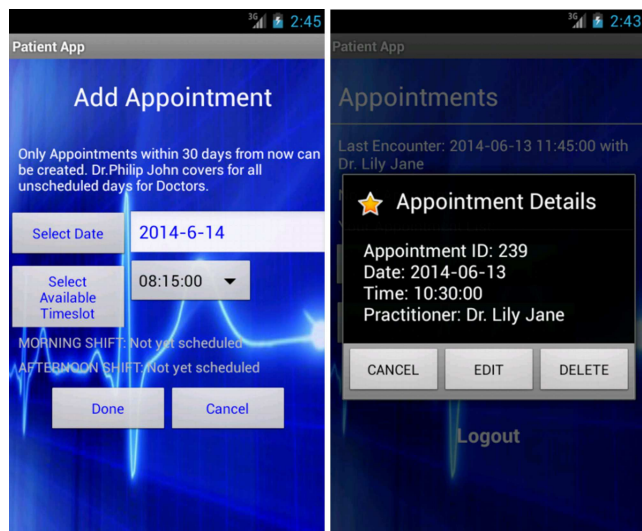 3G 2:45
Patient App
Add Appointment
Only Appointments within 30 days from now can
be created. Dr.Philip John covers for all
unscheduled days for Doctors.
Select Date 2014-6-14
Select
Available
Timeslot
08:15:00
MORNING SHIFT: Not yet scheduled
AFTERNOON SHIFT: Not yet scheduled
Done Cancel
3G 2:43
Patient App
Appointments
Last Encounter: 2014-06-13 11:45:00 with
Dr. Lily Jane
Appointment Details
Appointment ID: 239
Date: 2014-06-13
Time: 10:30:00
Practitioner: Dr. Lily Jane
CANCEL EDIT DELETE
Logout